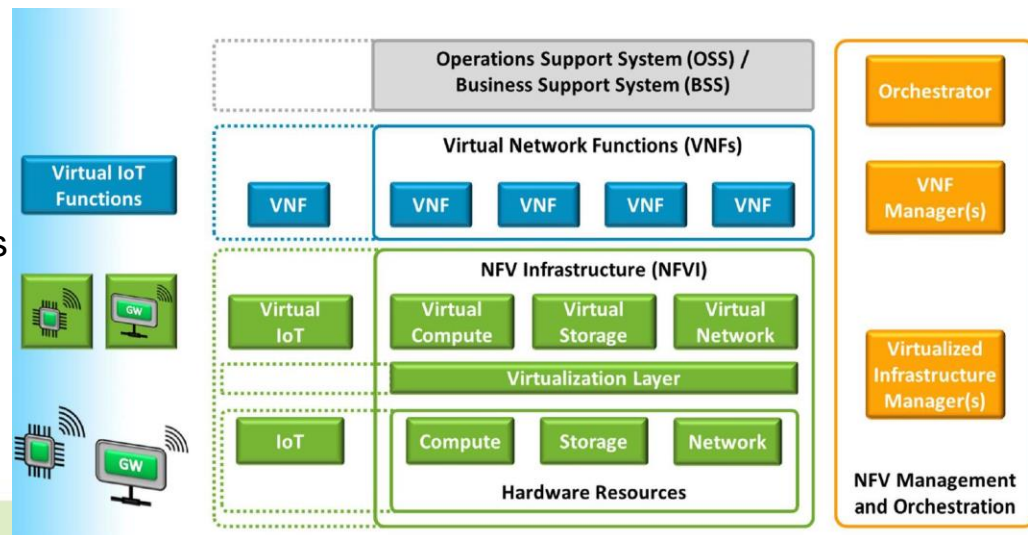 Operations Support System (OSS) /
Business Support System (BSS)
Orchestrator
Virtual IoT
Functions
Virtual Network Functions (VNFs)
VNF
VNF
VNF
VNF
VNF
VNF
Manager(s)
s
NFV Infrastructure (NFVI)
GW
Virtual
IoT
Virtual
Compute
Virtual
Storage
Virtual
Network
Virtualization Layer
Virtualized
Infrastructure
Manager(s)
GW
IoT
Compute
Storage
Network
Hardware Resources
NFV Management
and Orchestration